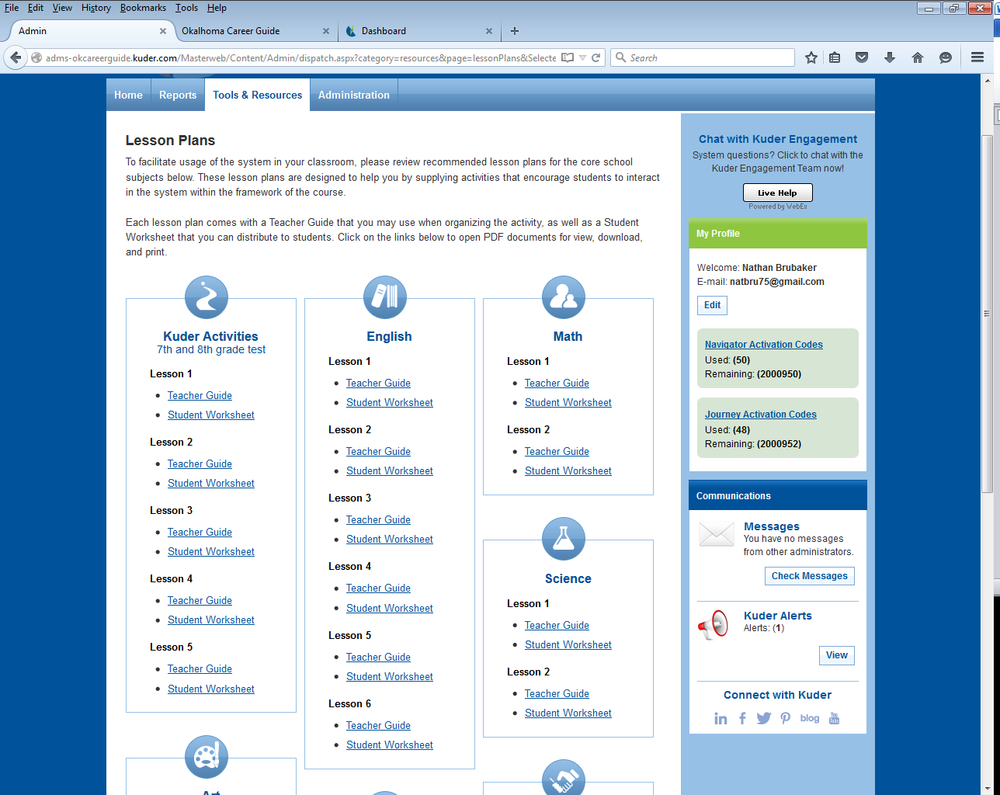 File Edit View History Bookmarks Tools Help
Admin
Okalhoma Career Guide
Dashboard
adms-okcareerguide.kuder.com/Masterweb/Content/Admin/dispatch.aspx?category=resources&page=lessonPlans&Selecte
Search
Home Reports Tools & Resources Administration
Lesson Plans
To facilitate usage of the system in your classroom, please review recommended lesson plans for the core school
subjects below. These lesson plans are designed to help you by supplying activities that encourage students to interact
in the system within the framework of the course.
Each lesson plan comes with a Teacher Guide that you may use when organizing the activity, as well as a Student
Worksheet that you can distribute to students. Click on the links below to open PDF documents for view, download,
and print.
Kuder Activities
7th and 8th grade test
Lesson 1
Teacher Guide
Student Worksheet
Lesson 2
Teacher Guide
Student Worksheet
Lesson 3
Teacher Guide
Student Worksheet
Lesson 4
Teacher Guide
Student Worksheet
Lesson 5
Teacher Guide
Student Worksheet
English
Lesson 1
Teacher Guide
Student Worksheet
Lesson 2
Teacher Guide
Student Worksheet
Lesson 3
Teacher Guide
Student Worksheet
Lesson 4
Teacher Guide
Student Worksheet
Lesson 5
Teacher Guide
Student Worksheet
Lesson 6
Teacher Guide
Student Worksheet
Math
Lesson 1
Teacher Guide
Student Worksheet
Lesson 2
Teacher Guide
Student Worksheet
Science
Lesson 1
Teacher Guide
Student Worksheet
Lesson 2
Teacher Guide
Student Worksheet
Art
Chat with Kuder Engagement
System questions? Click to chat with the
Kuder Engagement Team now!
Live Help
Powered by WebEx
My Profile
Welcome: Nathan Brubaker
E-mail: natbru75@gmail.com
Edit
Navigator Activation Codes
Used: (50)
Remaining: (2000950)
Journey Activation Codes
Used: (48)
Remaining: (2000952)
Communications
Messages
You have no messages
from other administrators.
Check Messages
Kuder Alerts
Alerts: (1)
View
Connect with Kuder
in f blog You Tube